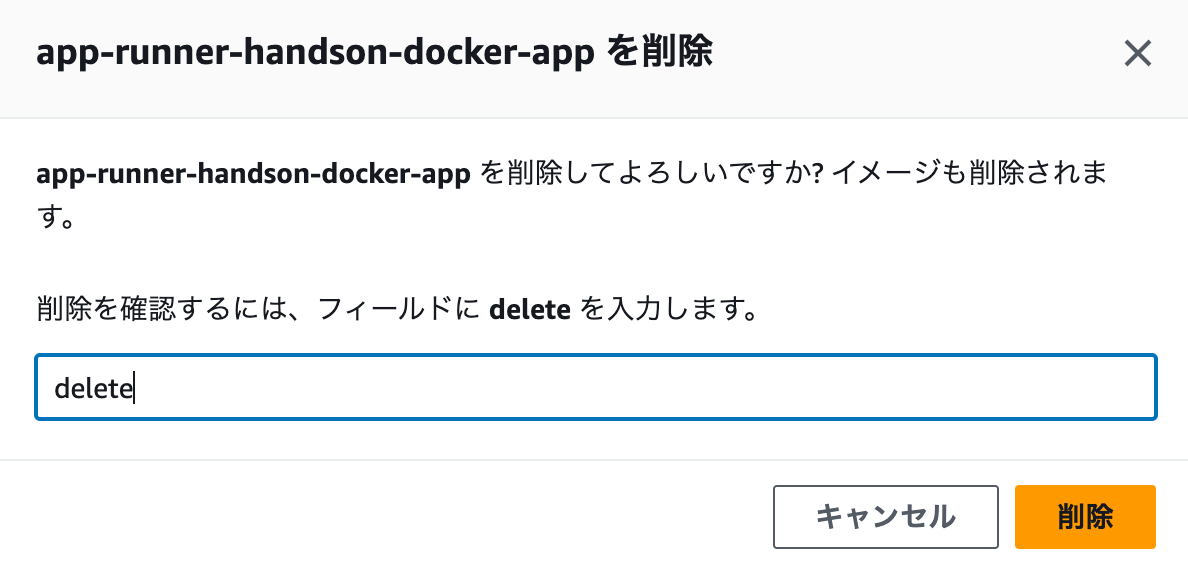 app-runner-handson-docker-app を削除
app-runner-handson-docker-app を削除してよろしいですか? イメージも削除されま
す。
削除を確認するには、フィールドに delete を入力します。
delete
キャンセル
削除